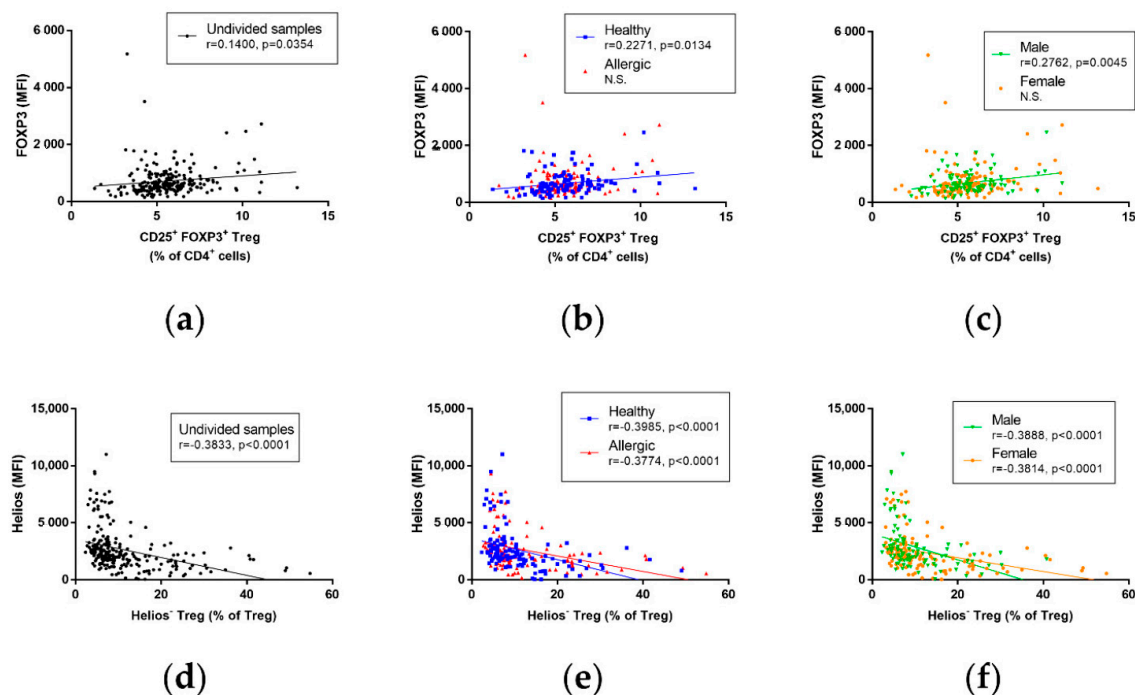 6 000
4 000
2 000
0
FOXP3 (MFI)
Undivided samples
r=0.1400, p=0.0354
0 5 10 15
CD25⁺ FOXP3⁺ Treg
(% of CD4⁺ cells)
(a)
6 000
4 000
2 000
0
FOXP3 (MFI)
Healthy
r=0.2271, p=0.0134
Allergic
N.S.
0 5 10 15
CD25⁺ FOXP3⁺ Treg
(% of CD4⁺ cells)
(b)
6 000
4 000
2 000
0
FOXP3 (MFI)
Male
r=0.2762, p=0.0045
Female
N.S.
0 5 10 15
CD25⁺ FOXP3⁺ Treg
(% of CD4⁺ cells)
(c)
15,000
10,000
5 000
0
Helios (MFI)
Undivided samples
r=-0.3833, p<0.0001
0 20 40 60
Helios⁻ Treg (% of Treg)
(d)
15,000
10,000
5 000
0
Helios (MFI)
Healthy
r=-0.3985, p<0.0001
Allergic
r=-0.3774, p<0.0001
0 20 40 60
Helios⁻ Treg (% of Treg)
(e)
15,000
10,000
5 000
0
Helios (MFI)
Male
r=-0.3888, p<0.0001
Female
r=-0.3814, p<0.0001
0 20 40 60
Helios⁻ Treg (% of Treg)
(f)